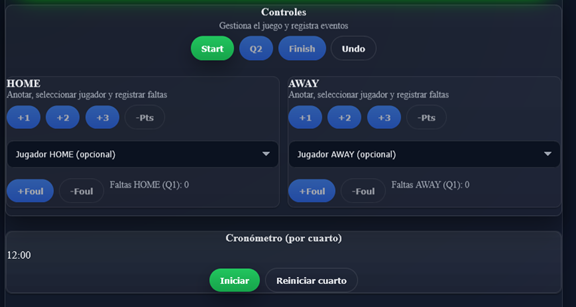 Controles
Gestiona el juego y registra eventos
Start Q2 Finish Undo
HOME
Anotar, seleccionar jugador y registrar faltas
+1 +2 +3 -Pts
Jugador HOME (opcional)
+Foul -Foul Faltas HOME (Q1): 0
AWAY
Anotar, seleccionar jugador y registrar faltas
+1 +2 +3 -Pts
Jugador AWAY (opcional)
+Foul -Foul Faltas AWAY (Q1): 0
Cronómetro (por cuarto)
12:00
Iniciar Reiniciar cuarto